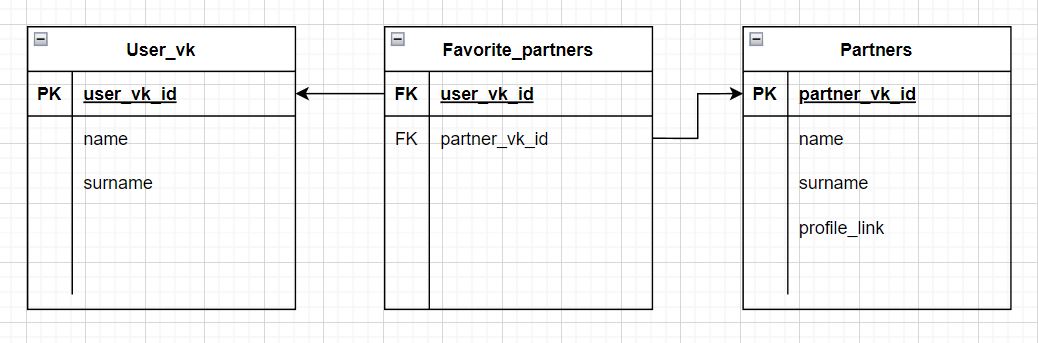 User_vk
PK user_vk_id
name
surname
Favorite_partners
FK user_vk_id
FK partner_vk_id
Partners
PK partner_vk_id
name
surname
profile_link